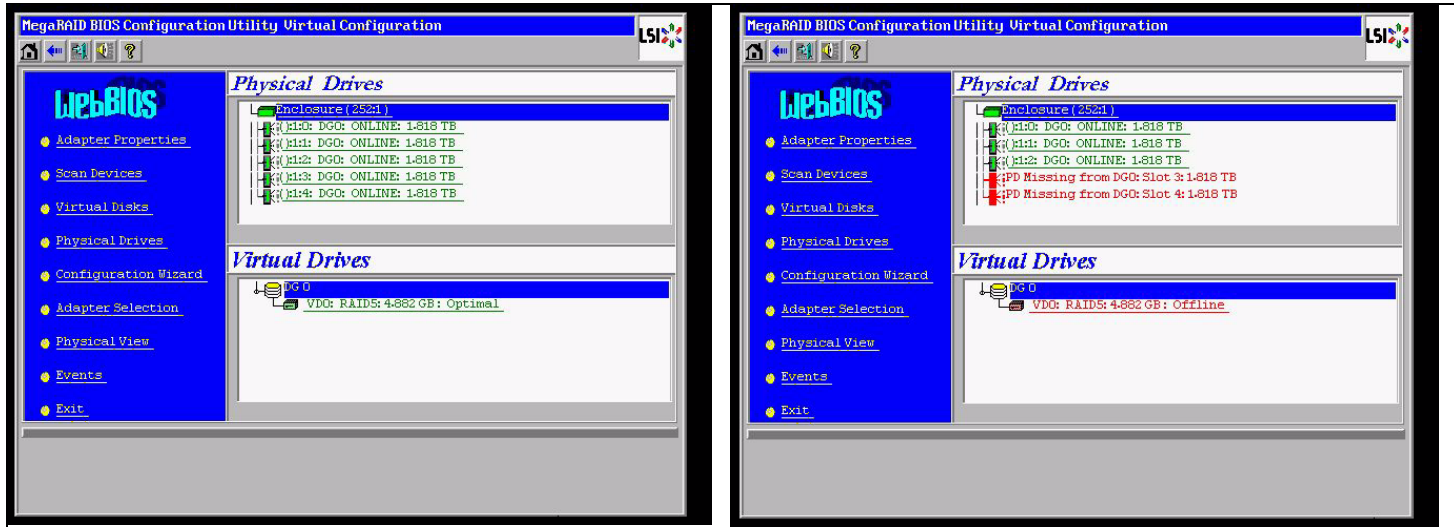 MegaRAID BIOS Configuration Utility Virtual Configuration
LSI
WebBIOS
Adapter Properties
Scan Devices
Virtual Disks
Physical Drives
Configuration Wizard
Adapter Selection
Physical View
Events
Exit
Physical Drives
Enclosure (252:1)
():1:0: DG0: ONLINE: 1.818 TB
():1:1: DG0: ONLINE: 1.818 TB
():1:2: DG0: ONLINE: 1.818 TB
():1:3: DG0: ONLINE: 1.818 TB
():1:4: DG0: ONLINE: 1.818 TB
Virtual Drives
DG 0
VD0: RAID5: 4.882 GB: Optimal
MegaRAID BIOS Configuration Utility Virtual Configuration
LSI
WebBIOS
Adapter Properties
Scan Devices
Virtual Disks
Physical Drives
Configuration Wizard
Adapter Selection
Physical View
Events
Exit
Physical Drives
Enclosure (252:1)
():1:0: DG0: ONLINE: 1.818 TB
():1:1: DG0: ONLINE: 1.818 TB
():1:2: DG0: ONLINE: 1.818 TB
PD Missing from DG0: Slot 3: 1.818 TB
PD Missing from DG0: Slot 4: 1.818 TB
Virtual Drives
DG 0
VD0: RAID5: 4.882 GB: Offline